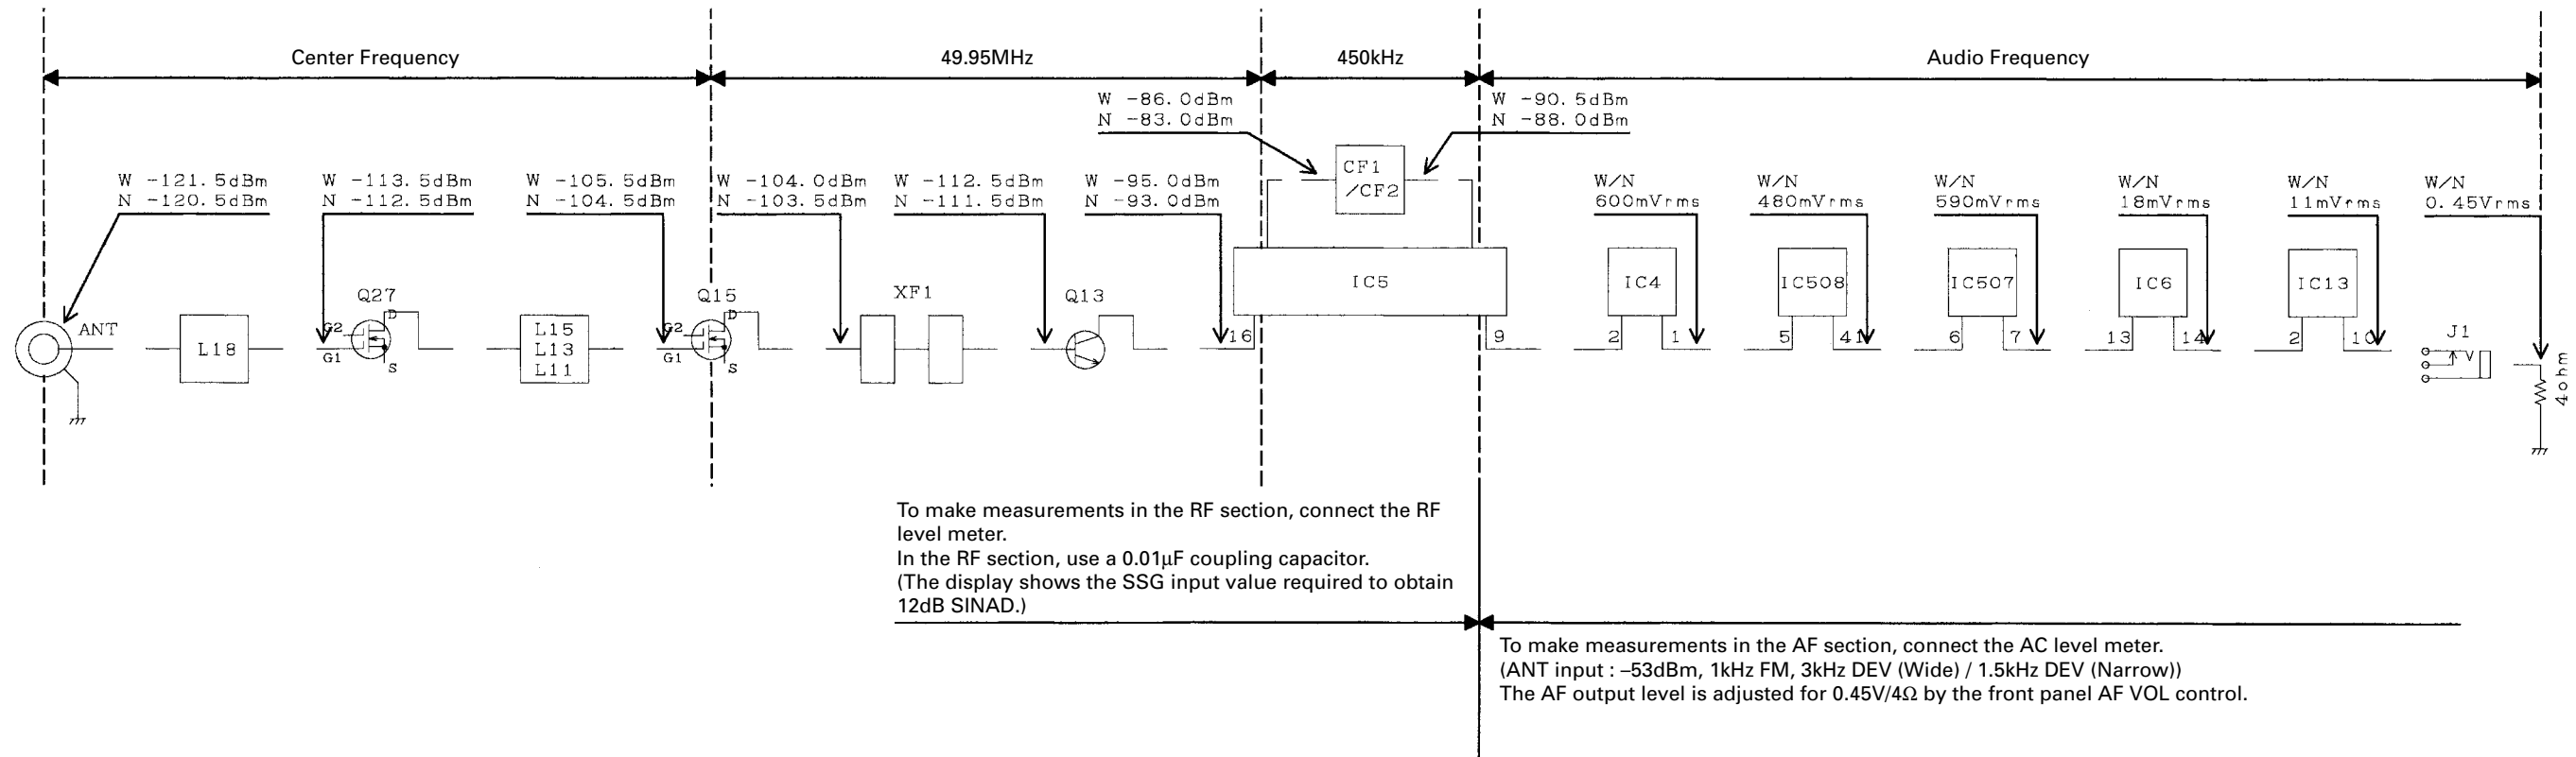 Center Frequency
49.95MHz
450kHz
Audio Frequency
W -86.0dBm
N -83.0dBm
W -90.5dBm
N -88.0dBm
W -121.5dBm
N -120.5dBm
W -113.5dBm
N -112.5dBm
W -105.5dBm
N -104.5dBm
W -104.0dBm
N -103.5dBm
W -112.5dBm
N -111.5dBm
W -95.0dBm
N -93.0dBm
CF1
/CF2
W/N
600mVrms
W/N
480mVrms
W/N
590mVrms
W/N
18mVrms
W/N
11mVrms
W/N
0.45Vrms
ANT
L18
Q27
G2
G1
D
S
L15
L13
L11
Q15
G2
G1
D
S
XF1
Q13
16
IC5
9
IC4
2
1
IC508
5
41
IC507
6
7
IC6
13
14
IC13
2
10
J1
4ohm
To make measurements in the RF section, connect the RF
level meter.
In the RF section, use a 0.01µF coupling capacitor.
(The display shows the SSG input value required to obtain
12dB SINAD.)
To make measurements in the AF section, connect the AC level meter.
(ANT input : –53dBm, 1kHz FM, 3kHz DEV (Wide) / 1.5kHz DEV (Narrow))
The AF output level is adjusted for 0.45V/4Ω by the front panel AF VOL control.